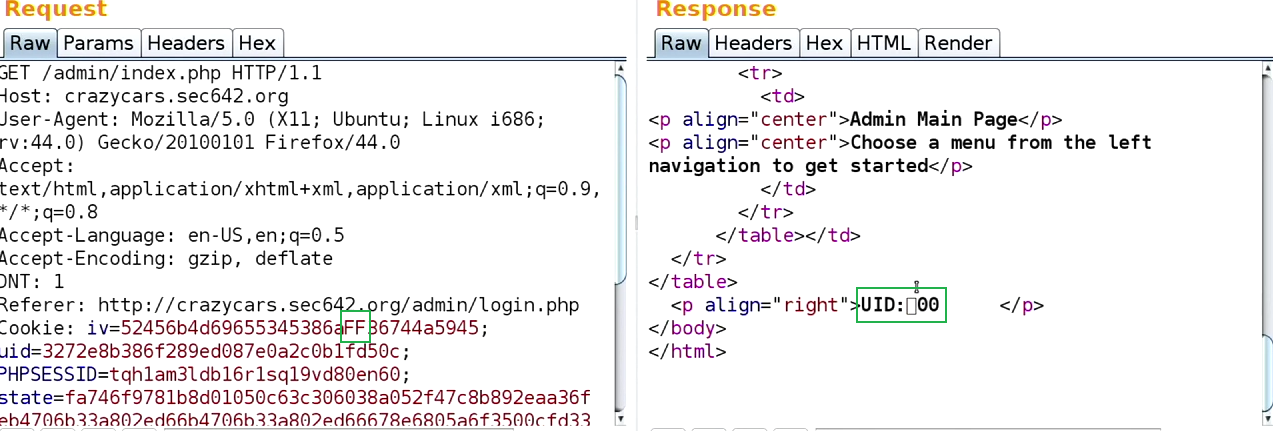 Request
Raw Params Headers Hex
GET /admin/index.php HTTP/1.1
Host: crazycars.sec642.org
User-Agent: Mozilla/5.0 (X11; Ubuntu; Linux i686;
rv:44.0) Gecko/20100101 Firefox/44.0
Accept:
text/html,application/xhtml+xml,application/xml;q=0.9,
*/*;q=0.8
Accept-Language: en-US,en;q=0.5
Accept-Encoding: gzip, deflate
DNT: 1
Referer: http://crazycars.sec642.org/admin/login.php
Cookie: iv=52456b4d69655345386aFF36744a5945;
uid=3272e8b386f289ed087e0a2c0b1fd50c;
PHPSESSID=tqh1am3ldb16r1sq19vd80en60;
state=fa746f9781b8d01050c63c306038a052f47c8b892eaa36f
eb4706b33a802ed66b4706b33a802ed66678e6805a6f3500cfd33
Response
Raw Headers Hex HTML Render
<tr>
<td>
<p align="center">Admin Main Page</p>
<p align="center">Choose a menu from the left
navigation to get started</p>
</td>
</tr>
</table></td>
</tr>
</table>
<p align="right">UID:□00 </p>
</body>
</html>